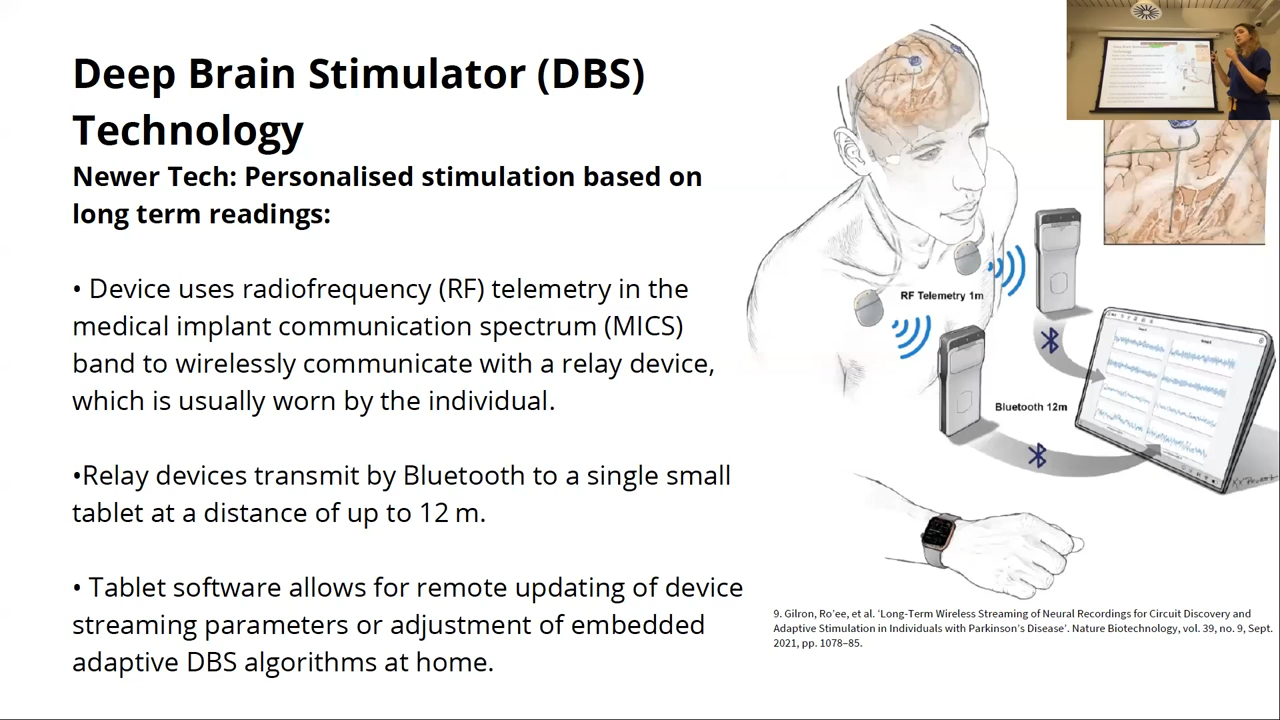 Deep Brain Stimulator (DBS)
Technology
Newer Tech: Personalised stimulation based on
long term readings:
• Device uses radiofrequency (RF) telemetry in the
medical implant communication spectrum (MICS)
band to wirelessly communicate with a relay device,
which is usually worn by the individual.
•Relay devices transmit by Bluetooth to a single small
tablet at a distance of up to 12 m.
• Tablet software allows for remote updating of device
streaming parameters or adjustment of embedded
adaptive DBS algorithms at home.
RF Telemetry 1m
Bluetooth 12m
9. Gilron, Ro’ee, et al. ‘Long-Term Wireless Streaming of Neural Recordings for Circuit Discovery and
Adaptive Stimulation in Individuals with Parkinson’s Disease’. Nature Biotechnology, vol. 39, no. 9, Sept.
2021, pp. 1078–85.